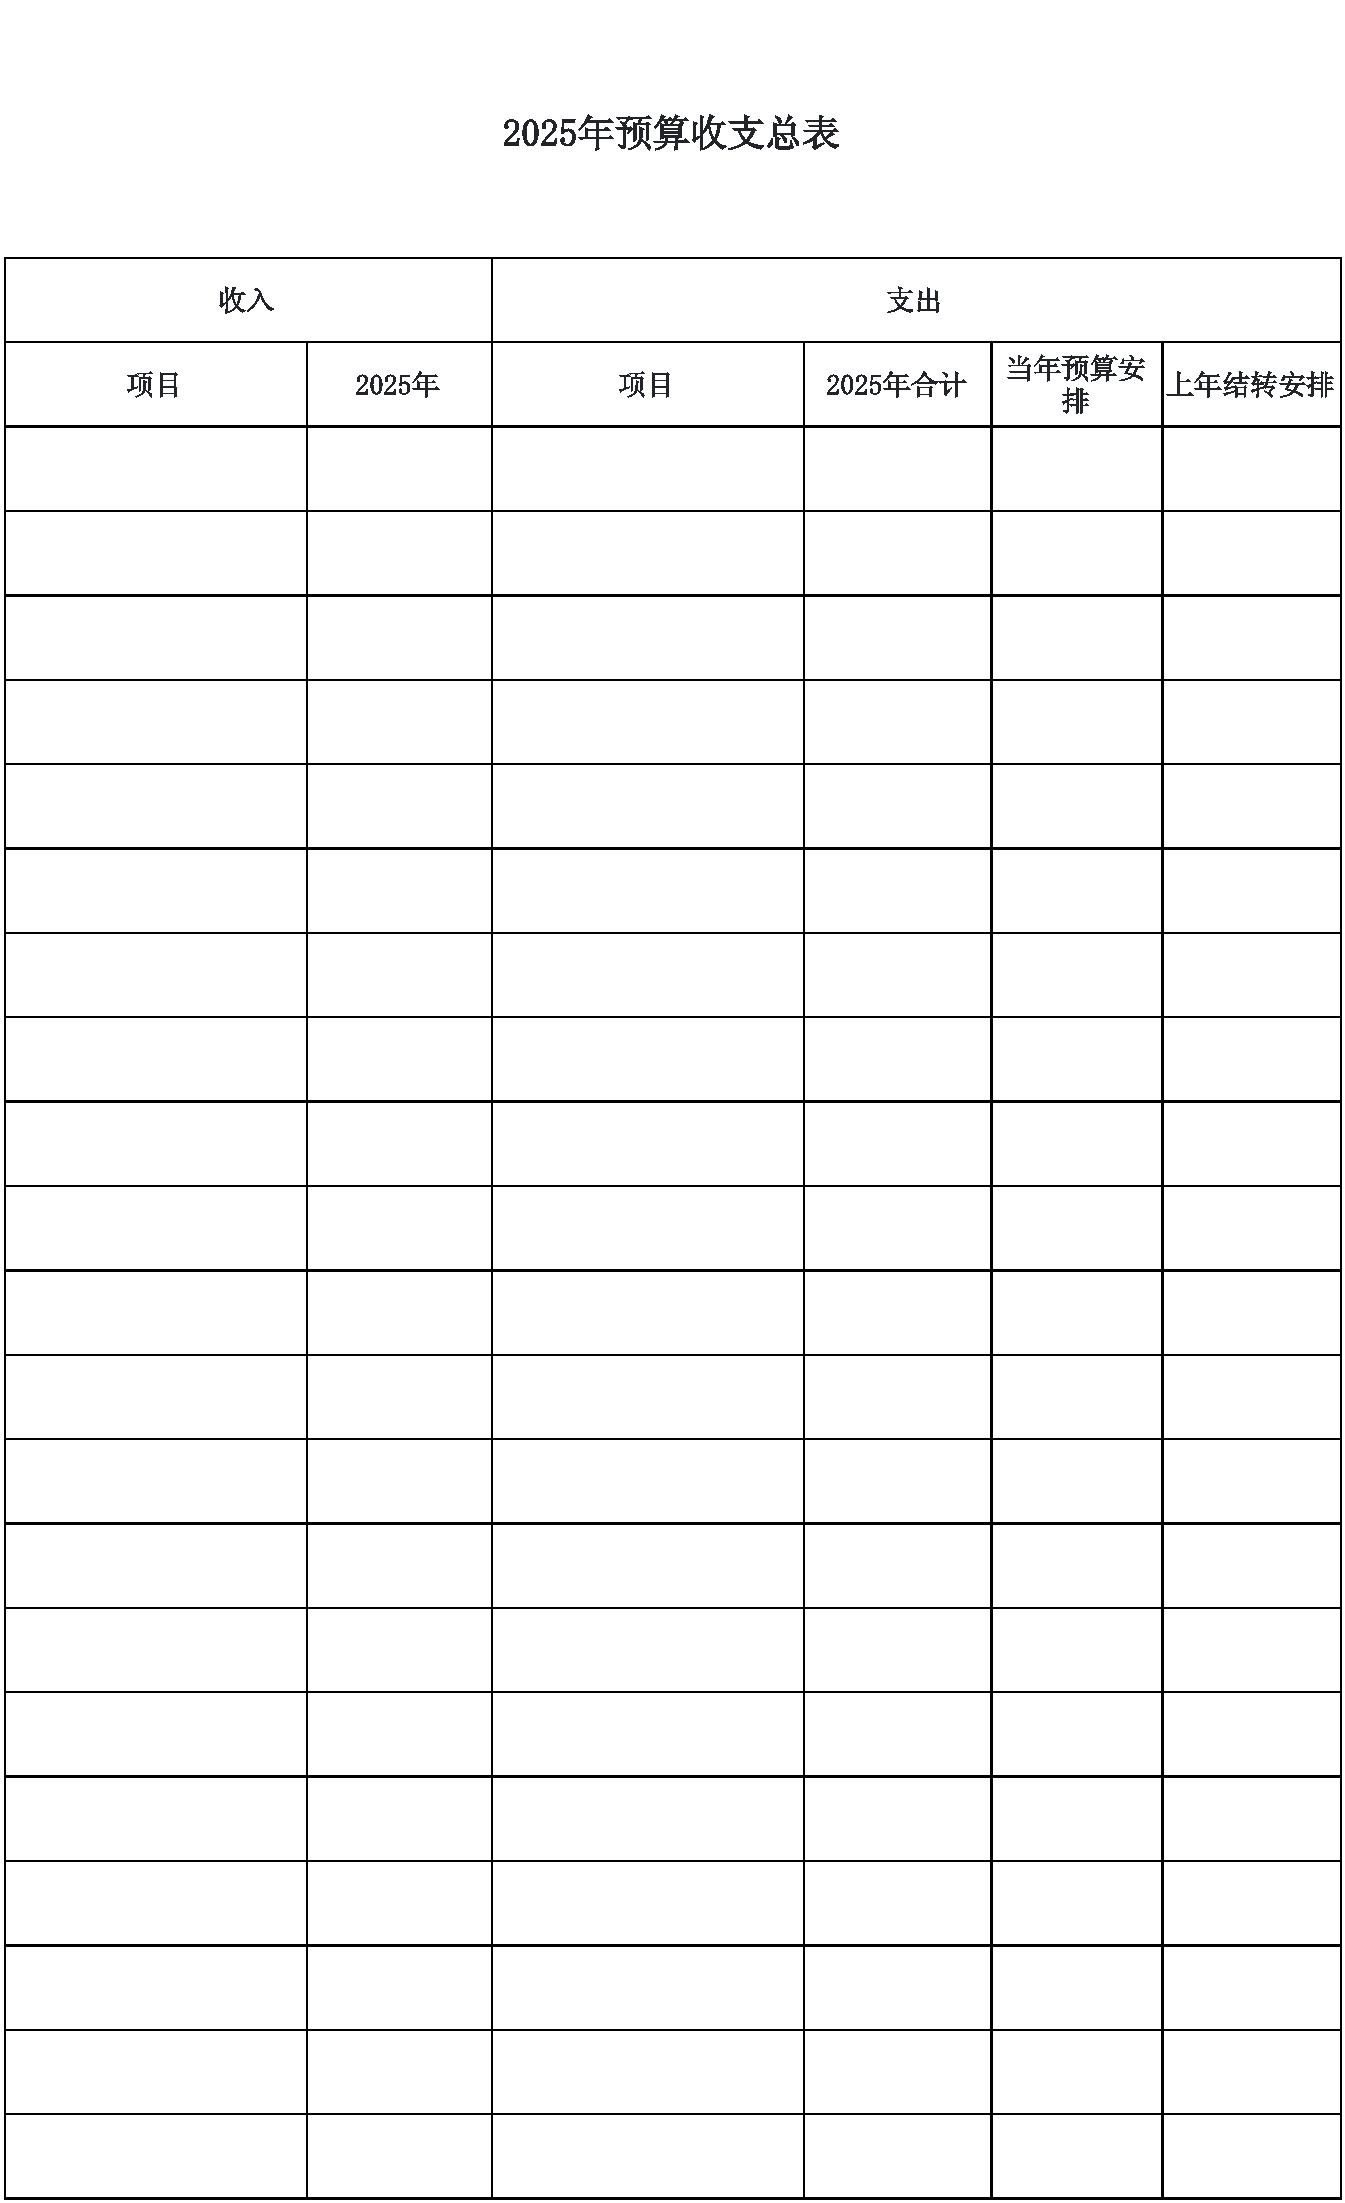 2025年预算收支总表
收入 支出
项目 2025年 项目 2025年合计 当年预算安
排 上年结转安排